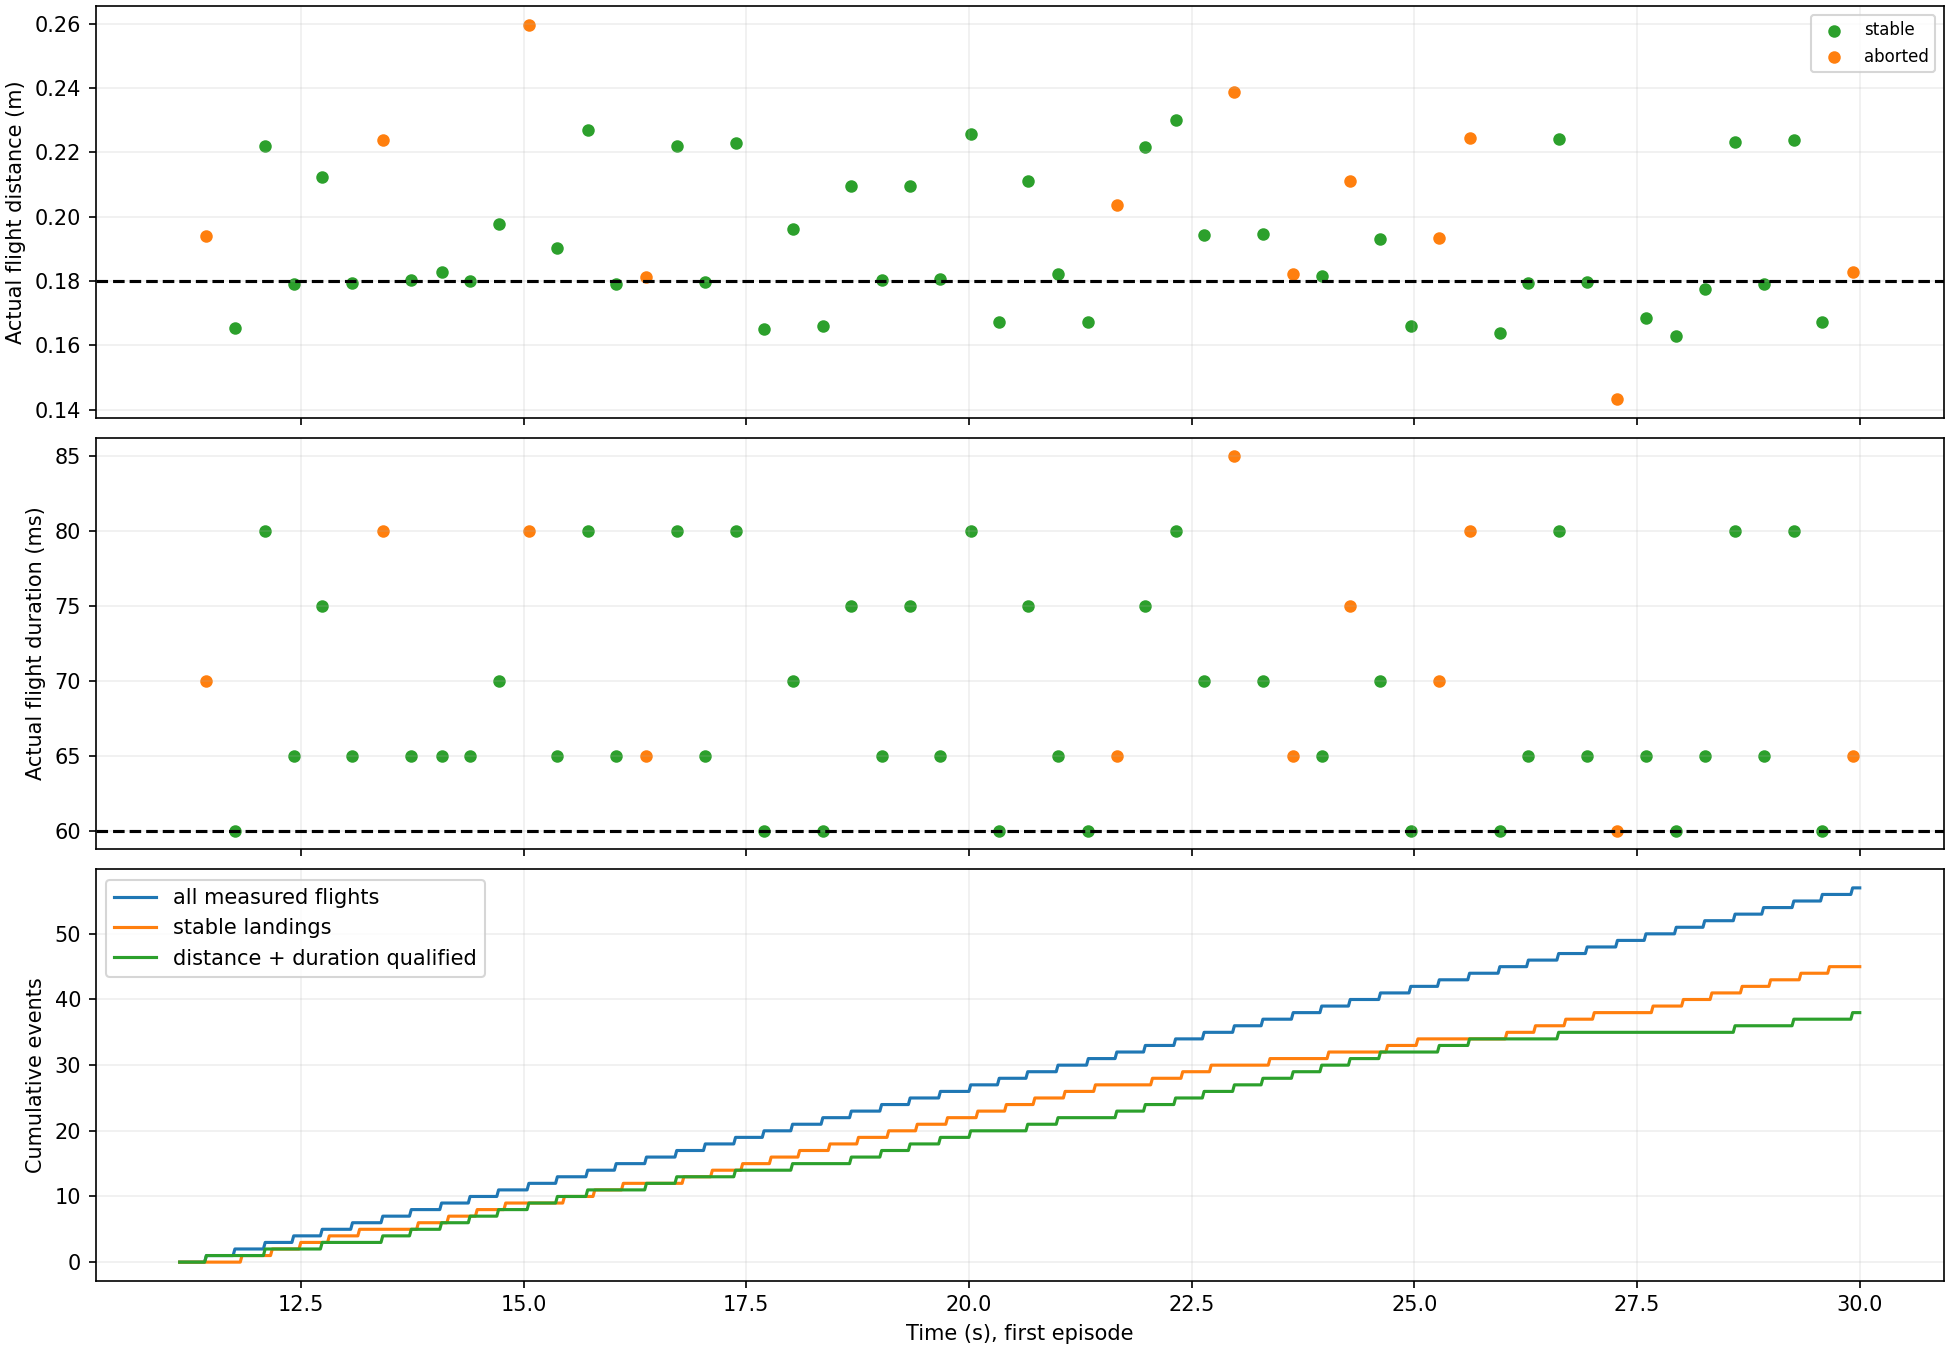 0.26
0.24
0.22
0.20
0.18
0.16
0.14
Actual flight distance (m)
stable
aborted
85
80
75
70
65
60
Actual flight duration (ms)
50
40
30
20
10
0
Cumulative events
all measured flights
stable landings
distance + duration qualified
12.5 15.0 17.5 20.0 22.5 25.0 27.5 30.0
Time (s), first episode